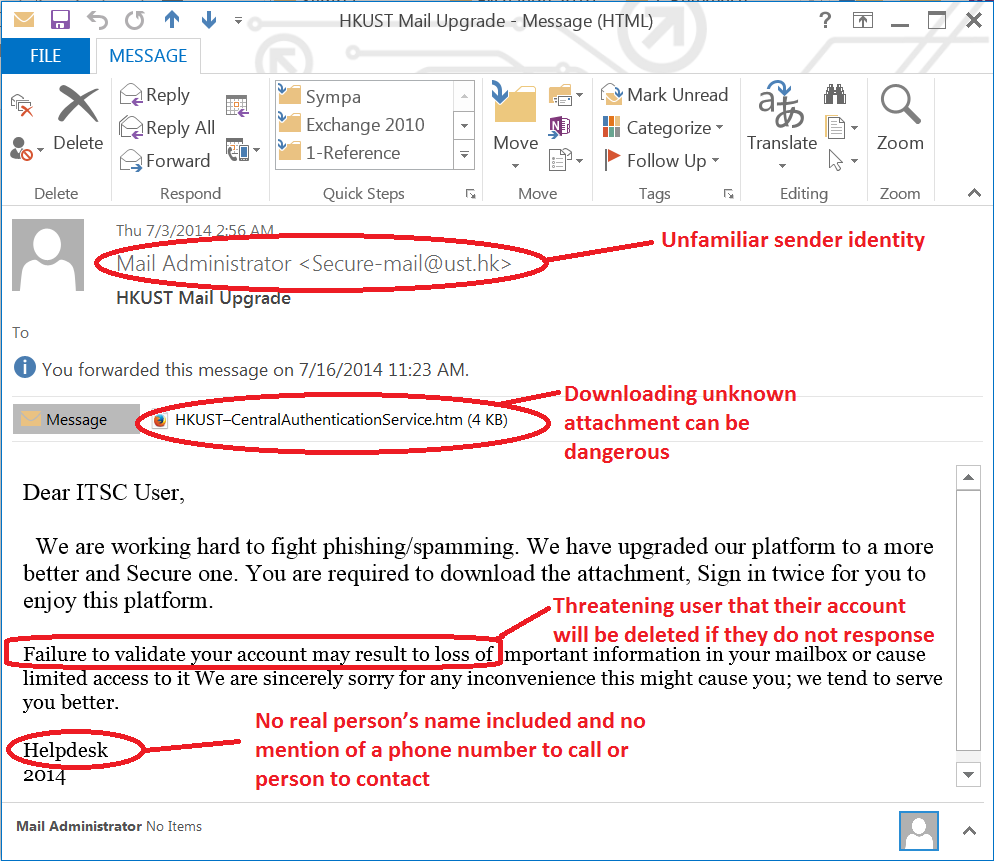 HKUST Mail Upgrade - Message (HTML)
?
FILE
MESSAGE
Delete
Delete
Reply
Reply All
Forward
Respond
Sympa
Exchange 2010
1-Reference
Quick Steps
Move
Move
Mark Unread
Categorize
Follow Up
Tags
Translate
Editing
Zoom
Zoom
Thu 7/3/2014 2:56 AM
Mail Administrator <Secure-mail@ust.hk>
Unfamiliar sender identity
HKUST Mail Upgrade
To
You forwarded this message on 7/16/2014 11:23 AM.
Message
HKUST–CentralAuthenticationService.htm (4 KB)
Downloading unknown
attachment can be
dangerous
Dear ITSC User,
We are working hard to fight phishing/spamming. We have upgraded our platform to a more
better and Secure one. You are required to download the attachment, Sign in twice for you to
enjoy this platform.
Threatening user that their account
will be deleted if they do not response
Failure to validate your account may result to loss of important information in your mailbox or cause
limited access to it We are sincerely sorry for any inconvenience this might cause you; we tend to serve
you better.
No real person's name included and no
mention of a phone number to call or
person to contact
Helpdesk
2014
Mail Administrator No Items